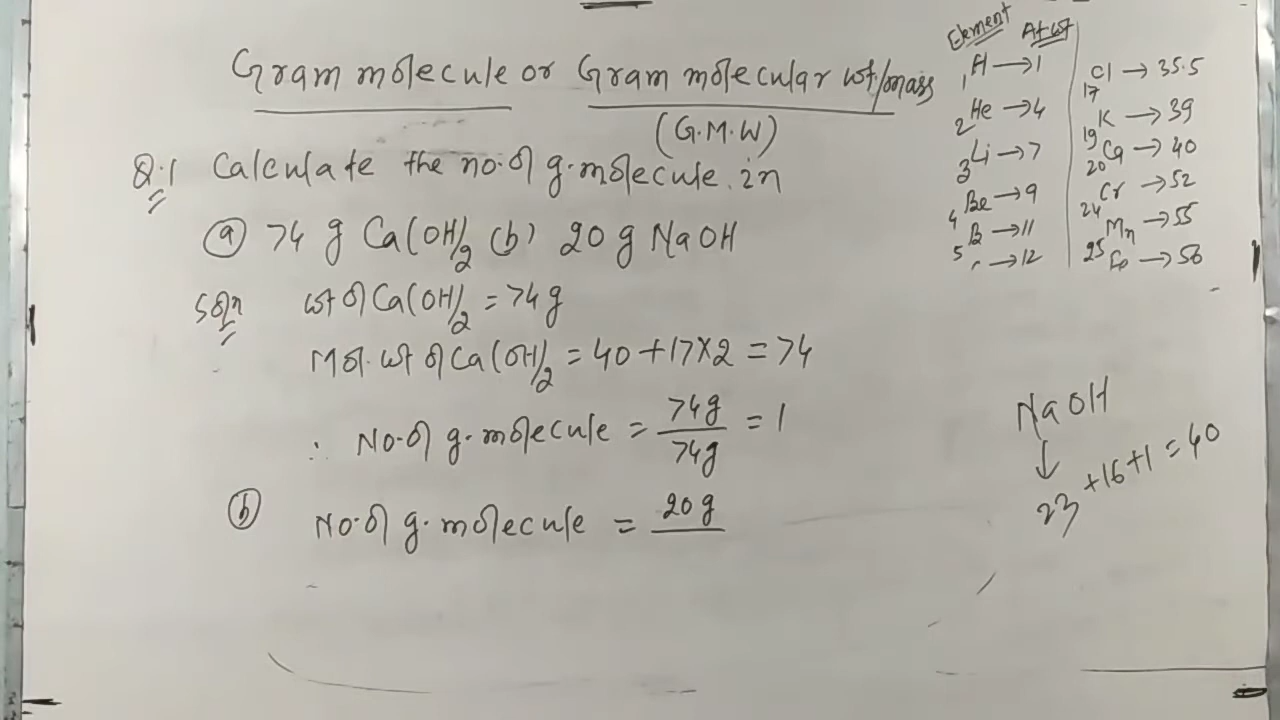 Gram molecule or Gram molecular wt/mass
(G.M.W)
Q.1 Calculate the no. of g. molecule. in
(a) 74 g Ca(OH)₂ (b) 20 g NaOH
Soln wt of Ca(OH)₂ = 74 g
Mol. wt of Ca(OH)₂ = 40 + 17 × 2 = 74
∴ No. of g. molecule = 74g / 74g = 1
(b) No. of g. molecule = 20 g
Element At wt
1 H → 1
2 He → 4
3 Li → 7
4 Be → 9
5 B → 11
→ 12
17 Cl → 35.5
19 K → 39
20 Ca → 40
24 Cr → 52
25 Mn → 55
Fe → 56
NaOH
↓
23 + 16 + 1 = 40